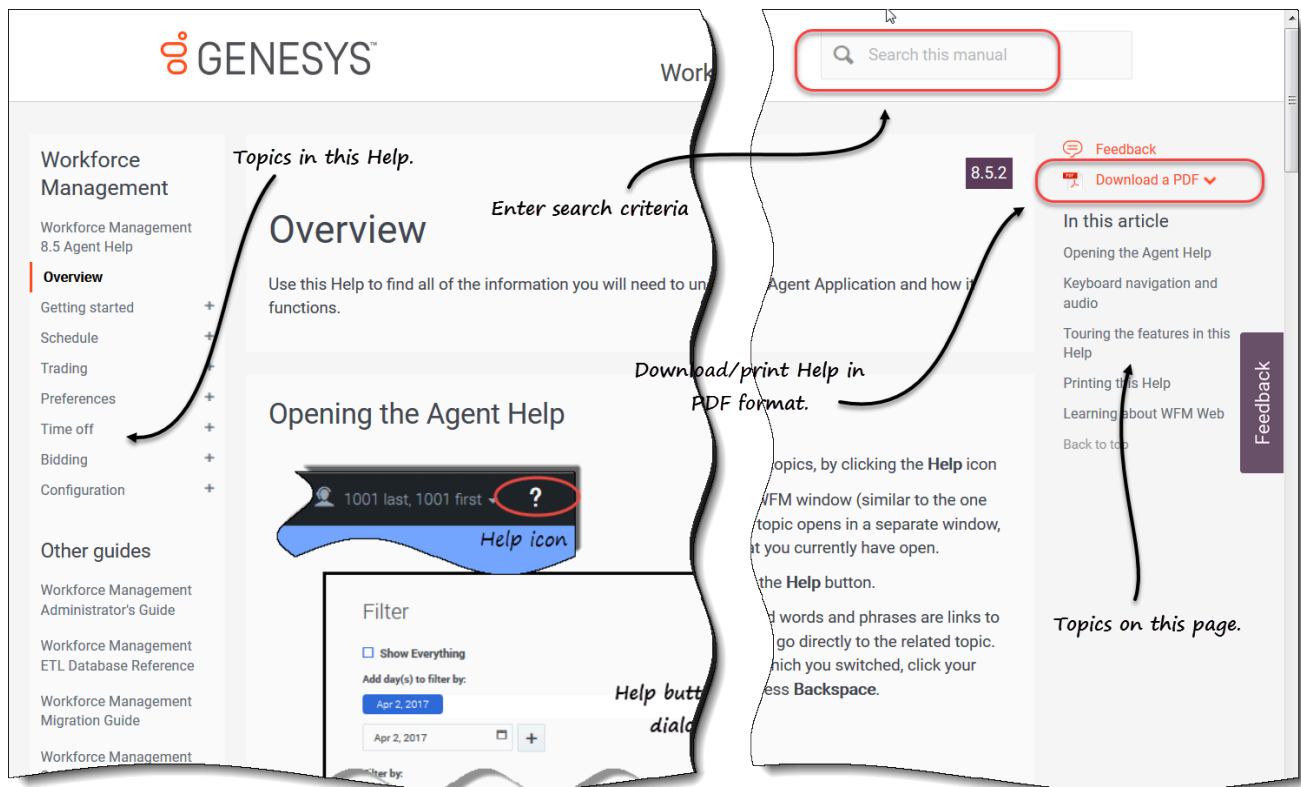 GENESYS™
Work
Search this manual
Workforce
Management
Workforce Management
8.5 Agent Help
Overview
Getting started +
Schedule +
Trading +
Preferences +
Time off +
Bidding +
Configuration +
Other guides
Workforce Management
Administrator's Guide
Workforce Management
ETL Database Reference
Workforce Management
Migration Guide
Workforce Management
Topics in this Help.
Enter search criteria
8.5.2
Overview
Use this Help to find all of the information you will need to un Agent Application and how it
functions.
Download/print Help in
PDF format.
Opening the Agent Help
1001 last, 1001 first ?
Help icon
Filter
Show Everything
Add day(s) to filter by:
Apr 2, 2017
Apr 2, 2017 +
Filter by:
Help butt
dialo
opics, by clicking the Help icon
WFM window (similar to the one
topic opens in a separate window,
at you currently have open.
the Help button.
d words and phrases are links to
go directly to the related topic.
hich you switched, click your
ess Backspace.
Feedback
PDF Download a PDF
In this article
Opening the Agent Help
Keyboard navigation and
audio
Touring the features in this
Help
Printing this Help
Learning about WFM Web
Back to top
Feedback
Topics on this page.